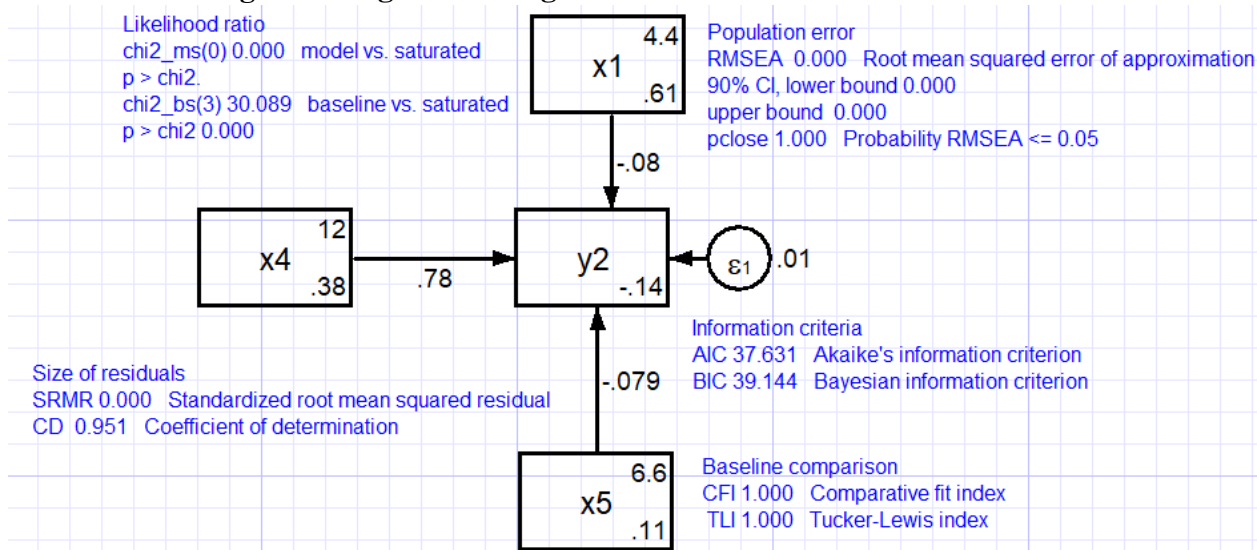 Likelihood ratio
chi2_ms(0) 0.000 model vs. saturated
p > chi2.
chi2_bs(3) 30.089 baseline vs. saturated
p > chi2 0.000
4.4
x1
.61
Population error
RMSEA 0.000 Root mean squared error of approximation
90% CI, lower bound 0.000
upper bound 0.000
pclose 1.000 Probability RMSEA <= 0.05
-.08
12
x4
.38
.78
y2
-.14
ε1
.01
Information criteria
AIC 37.631 Akaike's information criterion
BIC 39.144 Bayesian information criterion
Size of residuals
SRMR 0.000 Standardized root mean squared residual
CD 0.951 Coefficient of determination
-.079
6.6
x5
.11
Baseline comparison
CFI 1.000 Comparative fit index
TLI 1.000 Tucker-Lewis index